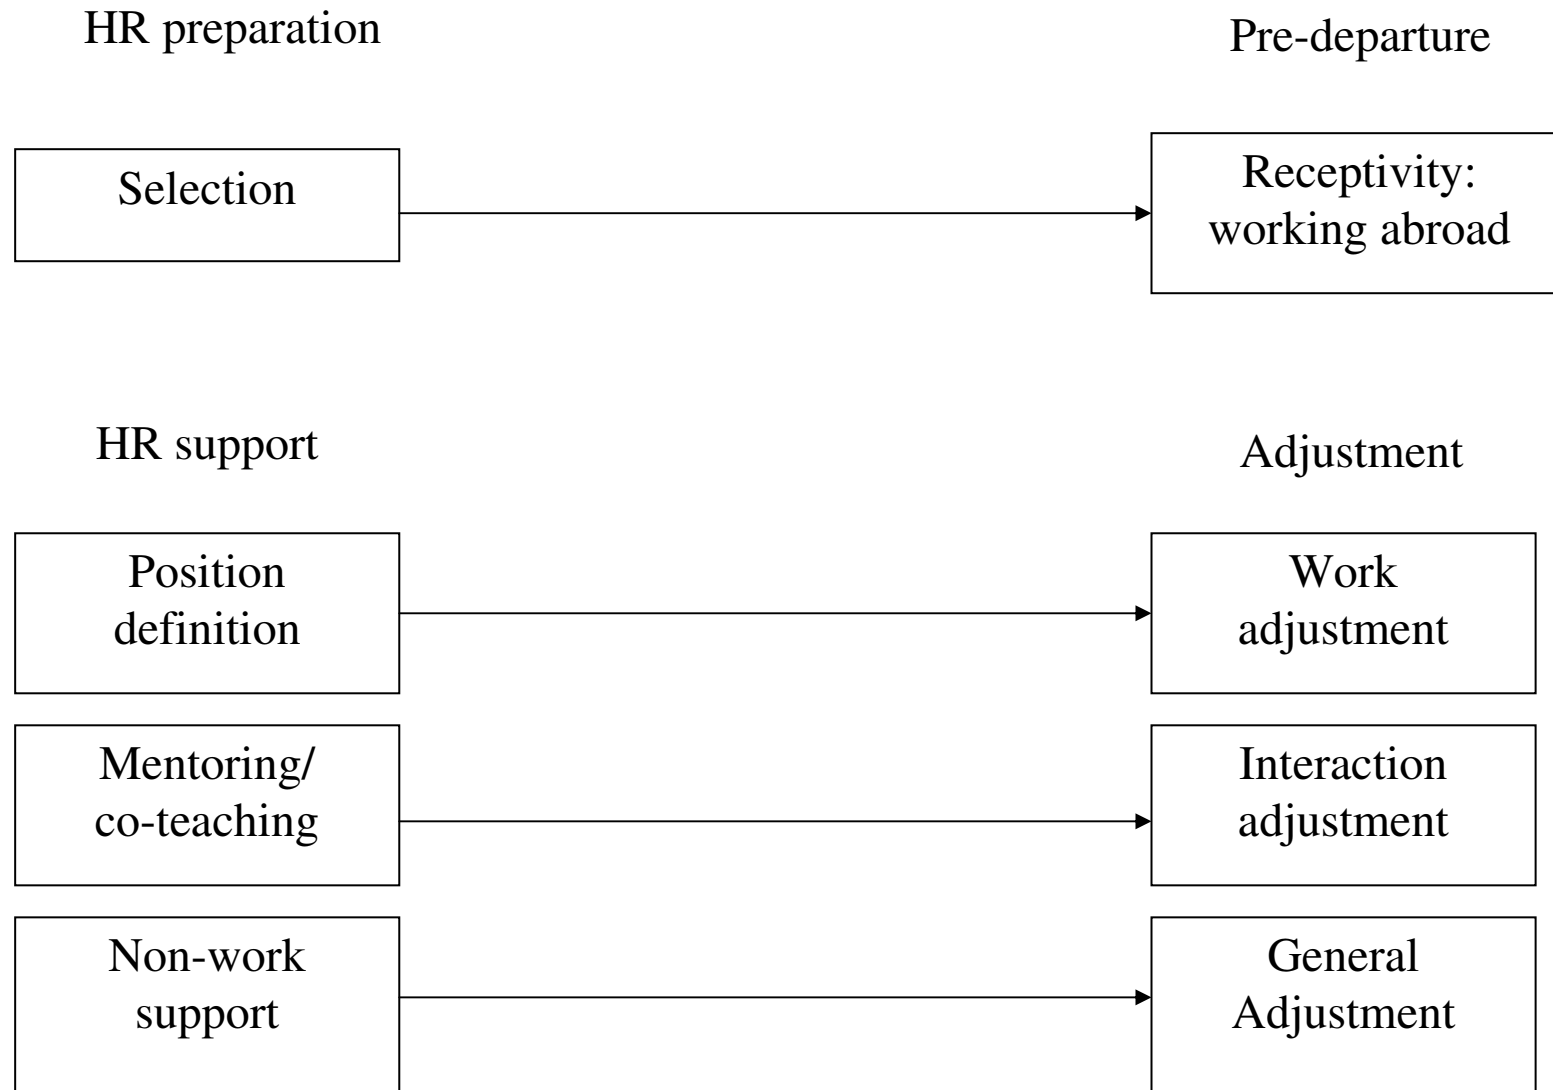 HR preparation
Pre-departure
Selection
Receptivity:
working abroad
HR support
Adjustment
Position
definition
Work
adjustment
Mentoring/
co-teaching
Interaction
adjustment
Non-work
support
General
Adjustment